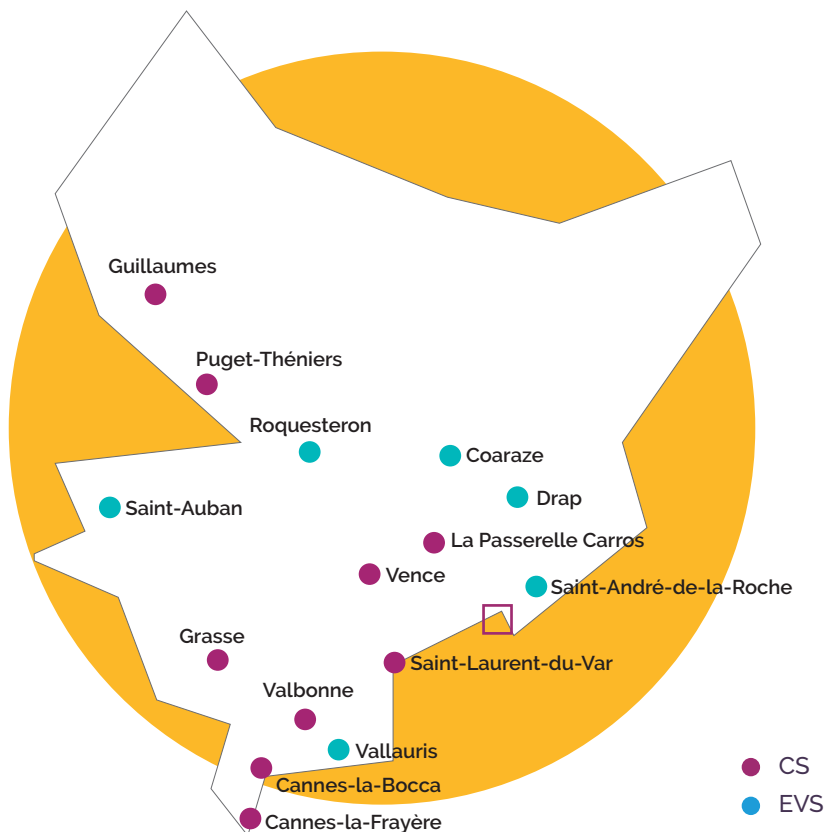 Guillaumes
Puget-Théniers
Roquesteron
Coaraze
Drap
Saint-Auban
La Passerelle Carros
Vence
Saint-André-de-la-Roche
Grasse
Saint-Laurent-du-Var
Valbonne
Vallauris
Cannes-la-Bocca
Cannes-la-Frayère
CS
EVS